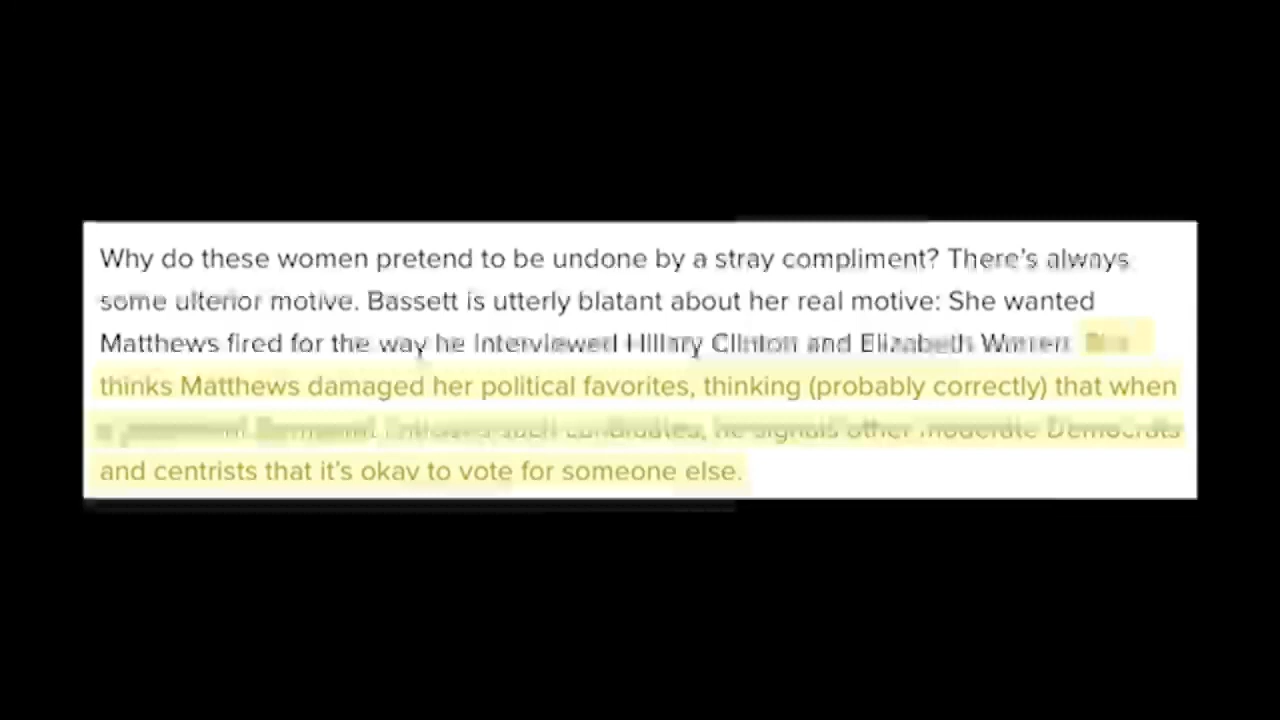 Why do these women pretend to be undone by a stray compliment? There's always
some ulterior motive. Bassett is utterly blatant about her real motive: She wanted
Matthews fired for the way he interviewed Hillary Clinton and Elizabeth Warren.
thinks Matthews damaged her political favorites, thinking (probably correctly) that when
such candidates, he signals other moderate Democrats
and centrists that it's okay to vote for someone else.